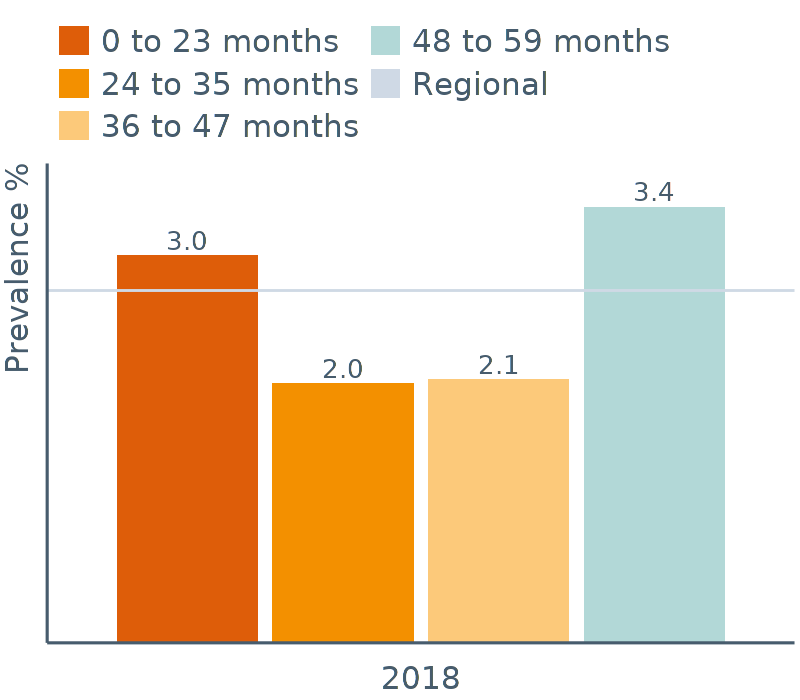 0 to 23 months
24 to 35 months
36 to 47 months
48 to 59 months
Regional
Prevalence %
3.0
2.0
2.1
3.4
2018